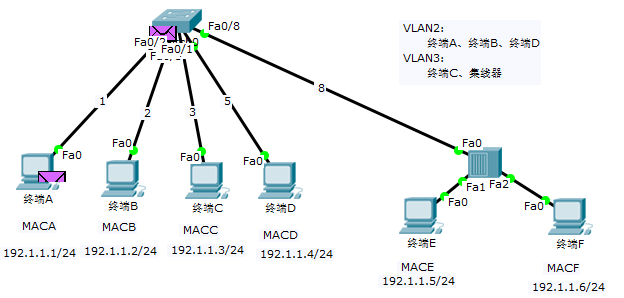 Fa0/8
VLAN2:
终端A、终端B、终端D
VLAN3:
终端C、集线器
Fa0/2
Fa0/1
1
2
3
5
8
Fa0
Fa0
Fa0
Fa0
Fa0
Fa1
Fa2
Fa0
Fa0
终端A
终端B
终端C
终端D
终端E
终端F
MACA
MACB
MACC
MACD
MACE
MACF
192.1.1.1/24
192.1.1.2/24
192.1.1.3/24
192.1.1.4/24
192.1.1.5/24
192.1.1.6/24